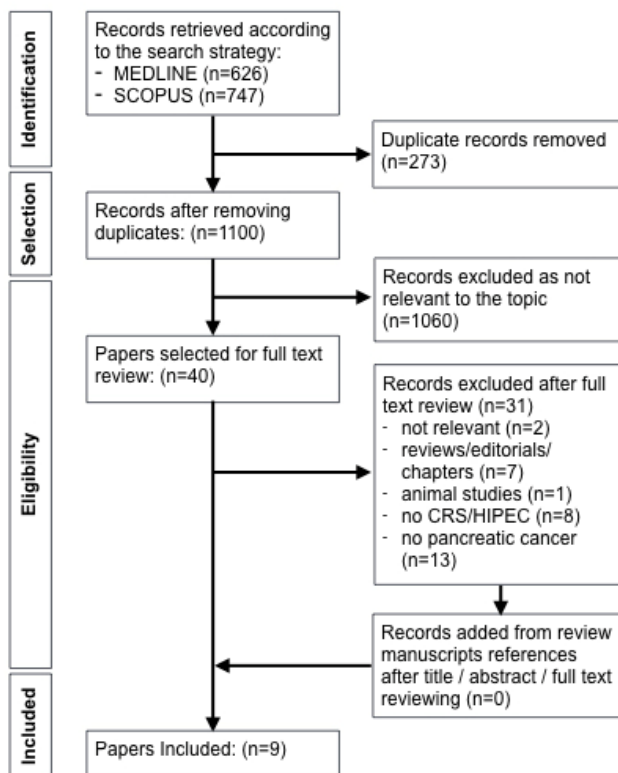 Identification
Records retrieved according
to the search strategy:
- MEDLINE (n=626)
- SCOPUS (n=747)
Duplicate records removed
(n=273)
Selection
Records after removing
duplicates: (n=1100)
Records excluded as not
relevant to the topic
(n=1060)
Eligibility
Papers selected for full text
review: (n=40)
Records excluded after full
text review (n=31)
- not relevant (n=2)
- reviews/editorials/
chapters (n=7)
- animal studies (n=1)
- no CRS/HIPEC (n=8)
- no pancreatic cancer
(n=13)
Records added from review
manuscripts references
after title / abstract / full text
reviewing (n=0)
Included
Papers Included: (n=9)